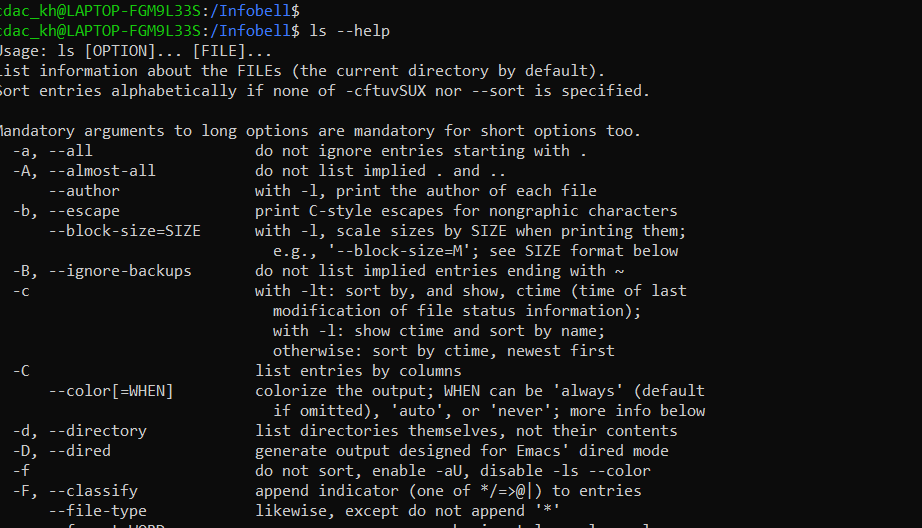 cdac_kh@LAPTOP-FGM9L33S:/Infobell$
cdac_kh@LAPTOP-FGM9L33S:/Infobell$ ls --help
Usage: ls [OPTION]... [FILE]...
List information about the FILEs (the current directory by default).
Sort entries alphabetically if none of -cftuvSUX nor --sort is specified.

Mandatory arguments to long options are mandatory for short options too.
  -a, --all                  do not ignore entries starting with .
  -A, --almost-all           do not list implied . and ..
      --author               with -l, print the author of each file
  -b, --escape               print C-style escapes for nongraphic characters
      --block-size=SIZE      with -l, scale sizes by SIZE when printing them;
                               e.g., '--block-size=M'; see SIZE format below
  -B, --ignore-backups       do not list implied entries ending with ~
  -c                         with -lt: sort by, and show, ctime (time of last
                               modification of file status information);
                               with -l: show ctime and sort by name;
                               otherwise: sort by ctime, newest first
  -C                         list entries by columns
      --color[=WHEN]         colorize the output; WHEN can be 'always' (default
                               if omitted), 'auto', or 'never'; more info below
  -d, --directory            list directories themselves, not their contents
  -D, --dired                generate output designed for Emacs' dired mode
  -f                         do not sort, enable -aU, disable -ls --color
  -F, --classify             append indicator (one of */=>@|) to entries
      --file-type            likewise, except do not append '*'